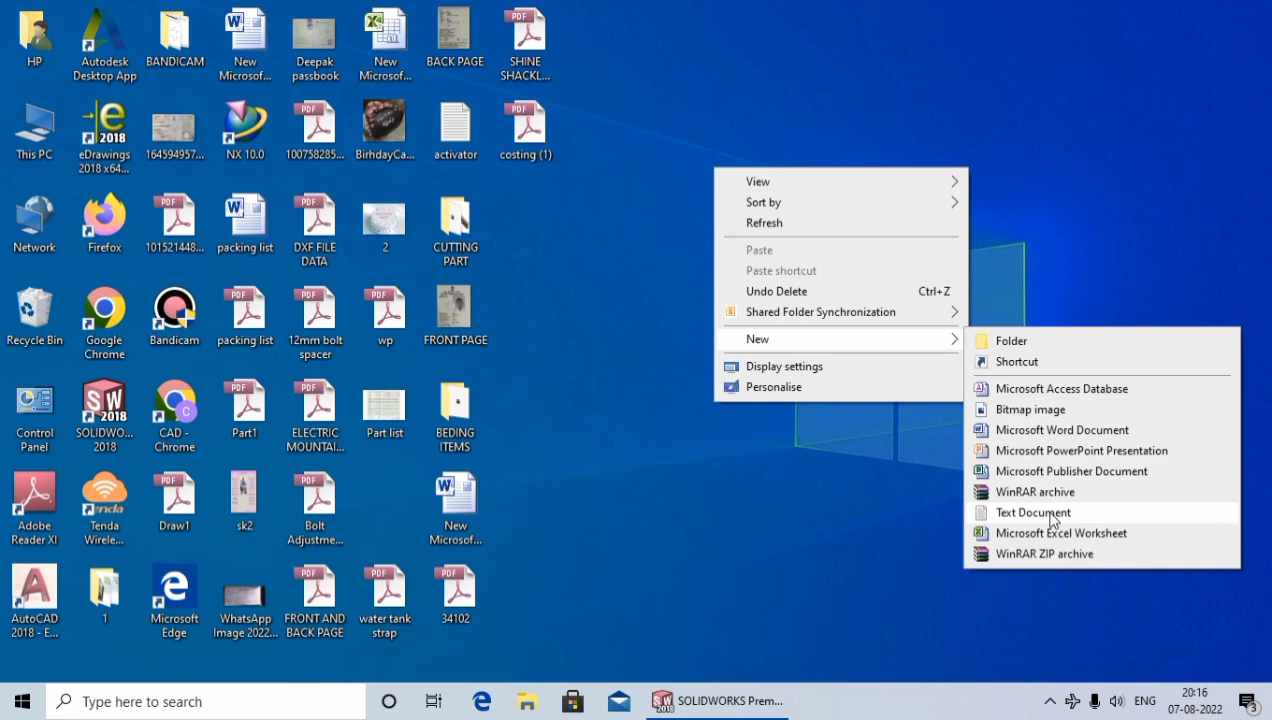 HP
Autodesk
Desktop App
BANDICAM
New
Microsof...
Deepak
passbook
New
Microsof...
BACK PAGE
SHINE
SHACKL...
This PC
eDrawings
2018 x64...
164594957...
NX 10.0
100758285...
BirhdayCa...
activator
costing (1)
Network
Firefox
101521448...
packing list
DXF FILE
DATA
2
CUTTING
PART
Recycle Bin
Google
Chrome
Bandicam
packing list
12mm bolt
spacer
wp
FRONT PAGE
Control
Panel
SOLIDWO...
2018
CAD -
Chrome
Part1
ELECTRIC
MOUNTAI...
Part list
BEDING
ITEMS
Adobe
Reader XI
Tenda
Wirele...
Draw1
sk2
Bolt
Adjustme...
New
Microsof...
AutoCAD
2018 - E...
1
Microsoft
Edge
WhatsApp
Image 2022...
FRONT AND
BACK PAGE
water tank
strap
34102
View
Sort by
Refresh
Paste
Paste shortcut
Undo Delete Ctrl+Z
Shared Folder Synchronization
New
Display settings
Personalise
Folder
Shortcut
Microsoft Access Database
Bitmap image
Microsoft Word Document
Microsoft PowerPoint Presentation
Microsoft Publisher Document
WinRAR archive
Text Document
Microsoft Excel Worksheet
WinRAR ZIP archive
Type here to search
SOLIDWORKS Prem...
ENG
20:16
07-08-2022
3